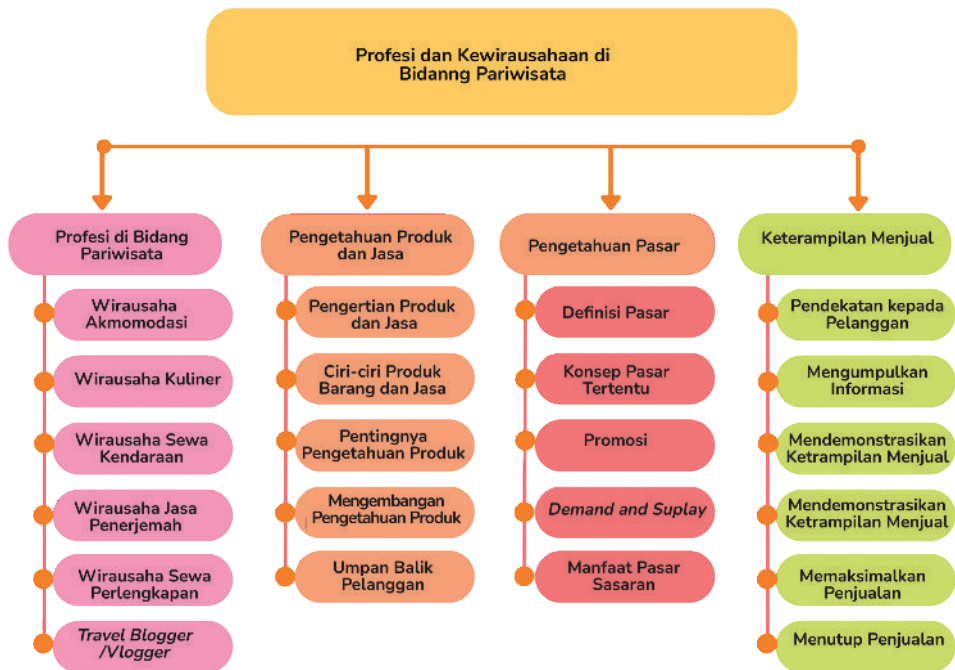 Profesi dan Kewirausahaan di
Bidanng Pariwisata
Profesi di Bidang
Pariwisata
Wirausaha
Akmomodasi
Wirausaha Kuliner
Wirausaha Sewa
Kendaraan
Wirausaha Jasa
Penerjemah
Wirausaha Sewa
Perlengkapan
Travel Blogger
/Vlogger
Pengetahuan Produk
dan Jasa
Pengertian Produk
dan Jasa
Ciri-ciri Produk
Barang dan Jasa
Pentingnya
Pengetahuan Produk
Mengembangan
Pengetahuan Produk
Umpan Balik
Pelanggan
Pengetahuan Pasar
Definisi Pasar
Konsep Pasar
Tertentu
Promosi
Demand and Suplay
Manfaat Pasar
Sasaran
Keterampilan Menjual
Pendekatan kepada
Pelanggan
Mengumpulkan
Informasi
Mendemonstrasikan
Ketrampilan Menjual
Mendemonstrasikan
Ketrampilan Menjual
Memaksimalkan
Penjualan
Menutup Penjualan